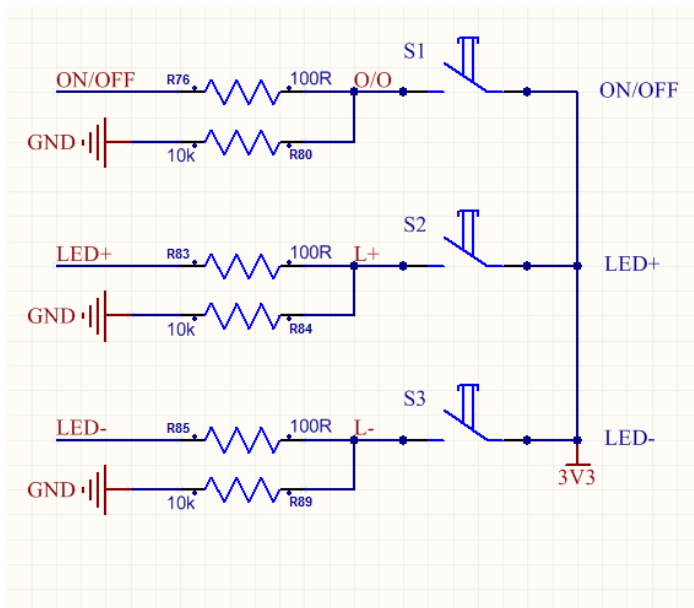 S1
ON/OFF R76 100R O/O ON/OFF
GND 10k R80
S2
LED+ R83 100R L+ LED+
GND 10k R84
S3
LED- R85 100R L- LED-
GND 10k R89 3V3